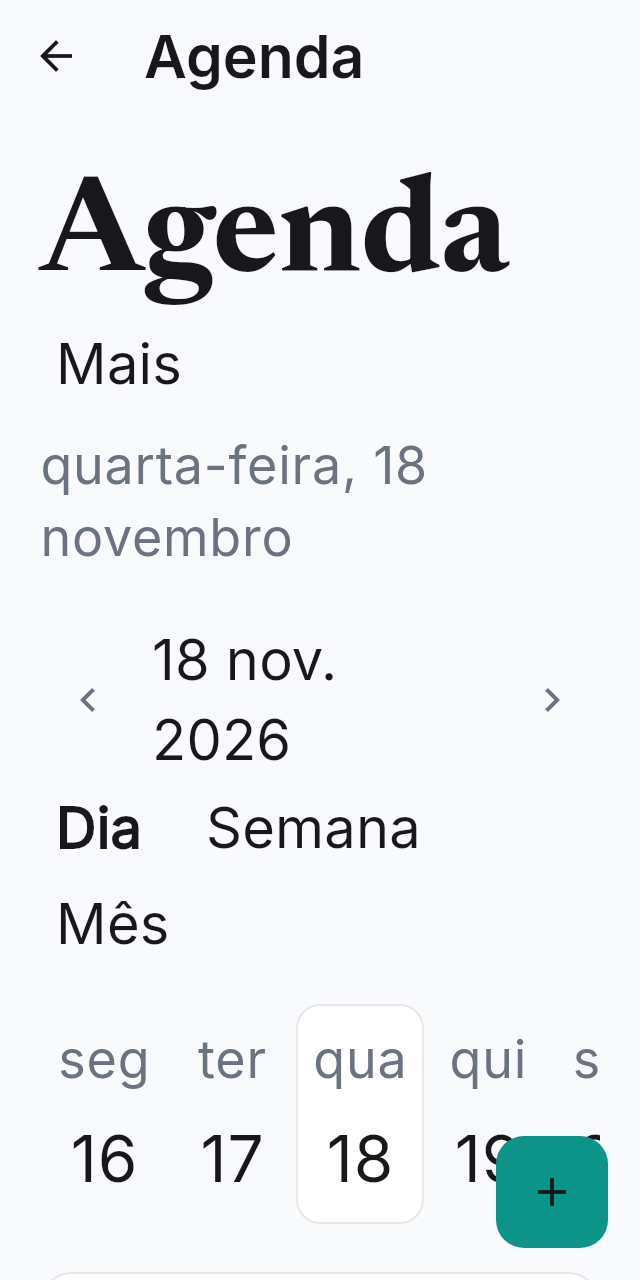 Agenda
Agenda
Mais
quarta-feira, 18
novembro
18 nov.
2026
Dia Semana
Mês
seg ter qua qui s
16 17 18 19
+